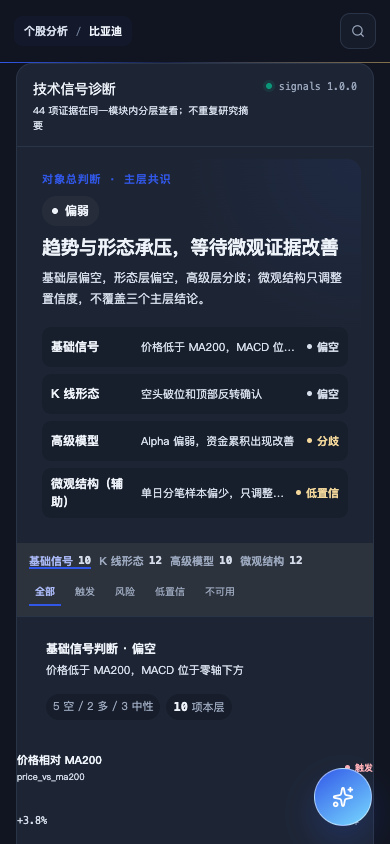 个股分析 / 比亚迪
技术信号诊断
signals 1.0.0
44 项证据在同一模块内分层查看；不重复研究摘
要
对象总判断 · 主层共识
偏弱
趋势与形态承压，等待微观证据改善
基础层偏空，形态层偏空，高级层分歧；微观结构只调整
置信度，不覆盖三个主层结论。
基础信号 价格低于 MA200，MACD 位... 偏空
K 线形态 空头破位和顶部反转确认 偏空
高级模型 Alpha 偏弱，资金累积出现改善 分歧
微观结构（辅
助） 单日分笔样本偏少，只调整... 低置信
基础信号 10 K 线形态 12 高级模型 10 微观结构 12
全部 触发 风险 低置信 不可用
基础信号判断 · 偏空
价格低于 MA200，MACD 位于零轴下方
5 空 / 2 多 / 3 中性 10 项本层
价格相对 MA200 触发
price_vs_ma200
+3.8%